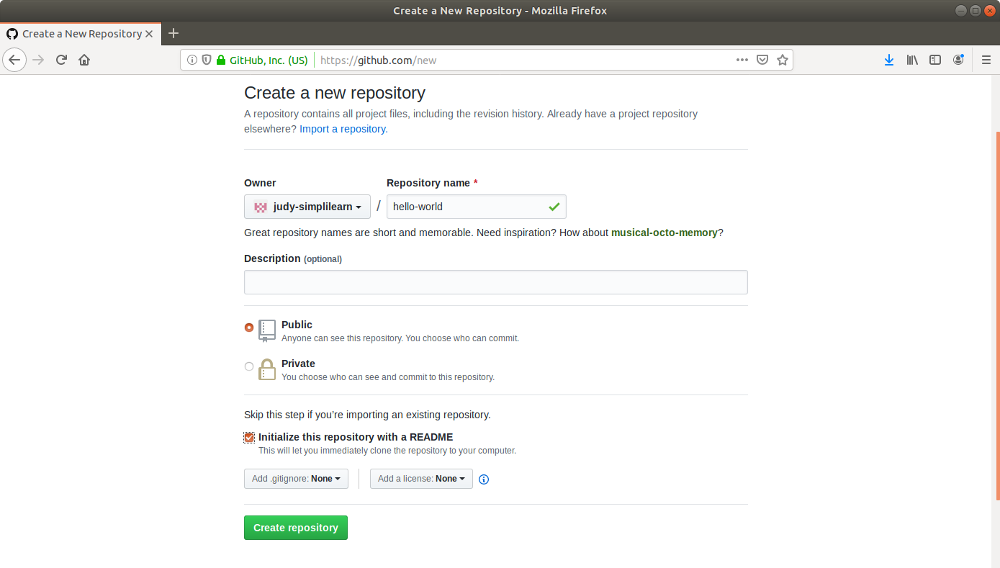 Create a New Repository - Mozilla Firefox
Create a New Repository
GitHub, Inc. (US) https://github.com/new
Create a new repository
A repository contains all project files, including the revision history. Already have a project repository
elsewhere? Import a repository.
Owner Repository name *
judy-simplilearn / hello-world
Great repository names are short and memorable. Need inspiration? How about musical-octo-memory?
Description (optional)
Public
Anyone can see this repository. You choose who can commit.
Private
You choose who can see and commit to this repository.
Skip this step if you’re importing an existing repository.
Initialize this repository with a README
This will let you immediately clone the repository to your computer.
Add .gitignore: None Add a license: None
Create repository